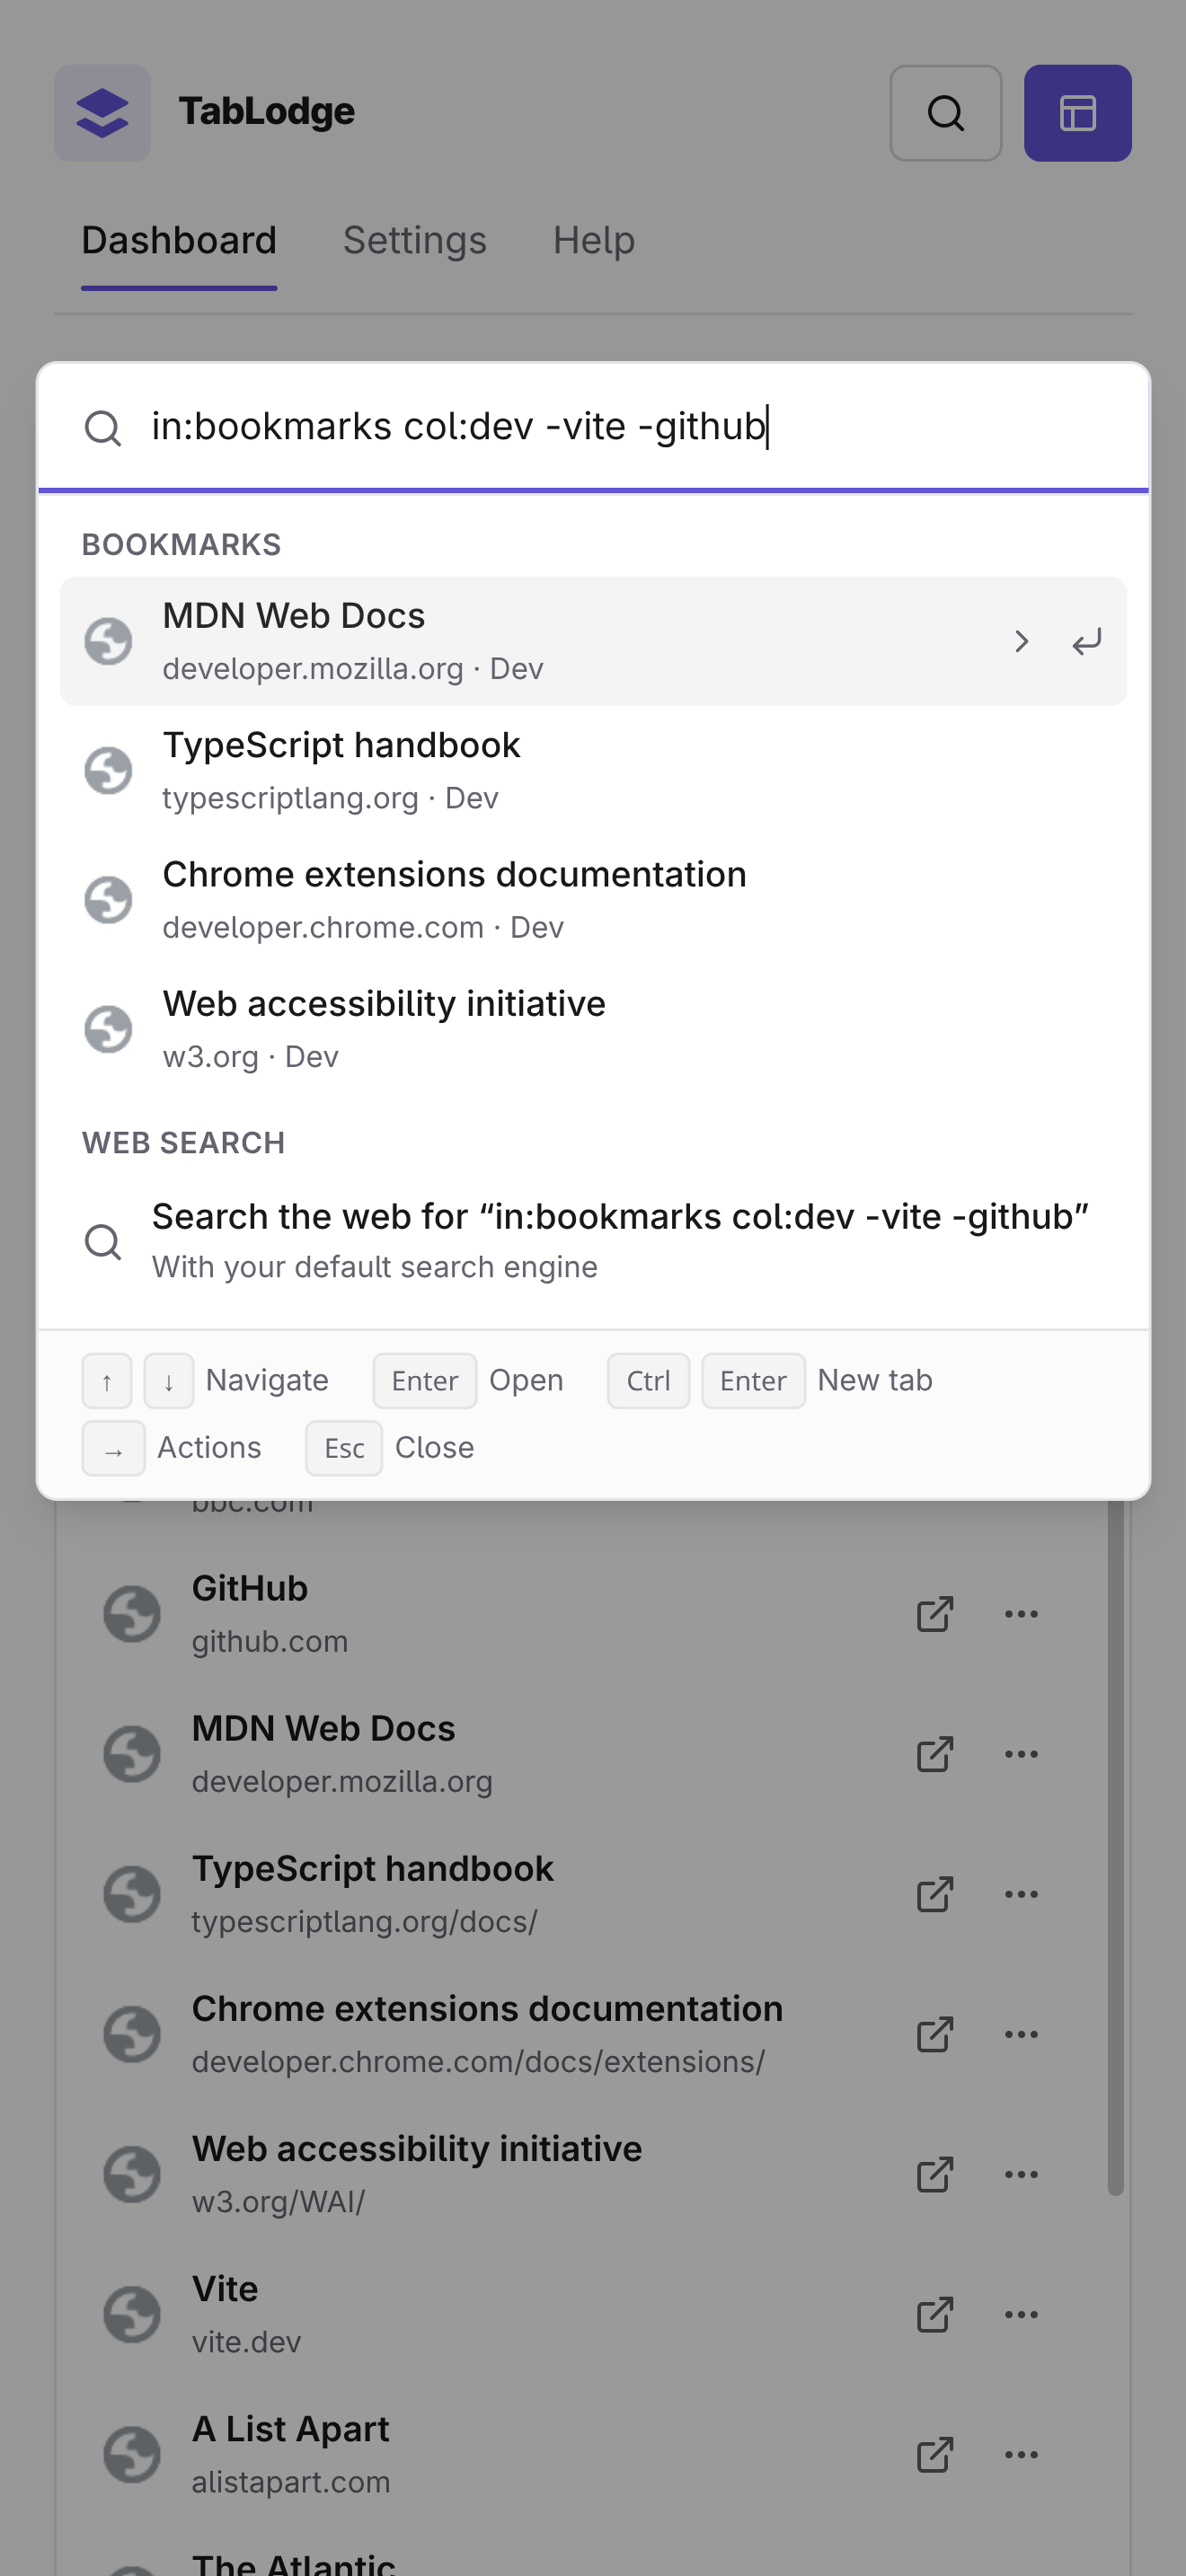 TabLodge
Dashboard Settings Help
in:bookmarks col:dev -vite -github
BOOKMARKS
MDN Web Docs
developer.mozilla.org · Dev
TypeScript handbook
typescriptlang.org · Dev
Chrome extensions documentation
developer.chrome.com · Dev
Web accessibility initiative
w3.org · Dev
WEB SEARCH
Search the web for “in:bookmarks col:dev -vite -github”
With your default search engine
↑ ↓ Navigate Enter Open Ctrl Enter New tab
→ Actions Esc Close
bbc.com
GitHub
github.com
MDN Web Docs
developer.mozilla.org
TypeScript handbook
typescriptlang.org/docs/
Chrome extensions documentation
developer.chrome.com/docs/extensions/
Web accessibility initiative
w3.org/WAI/
Vite
vite.dev
A List Apart
alistapart.com
The Atlantic